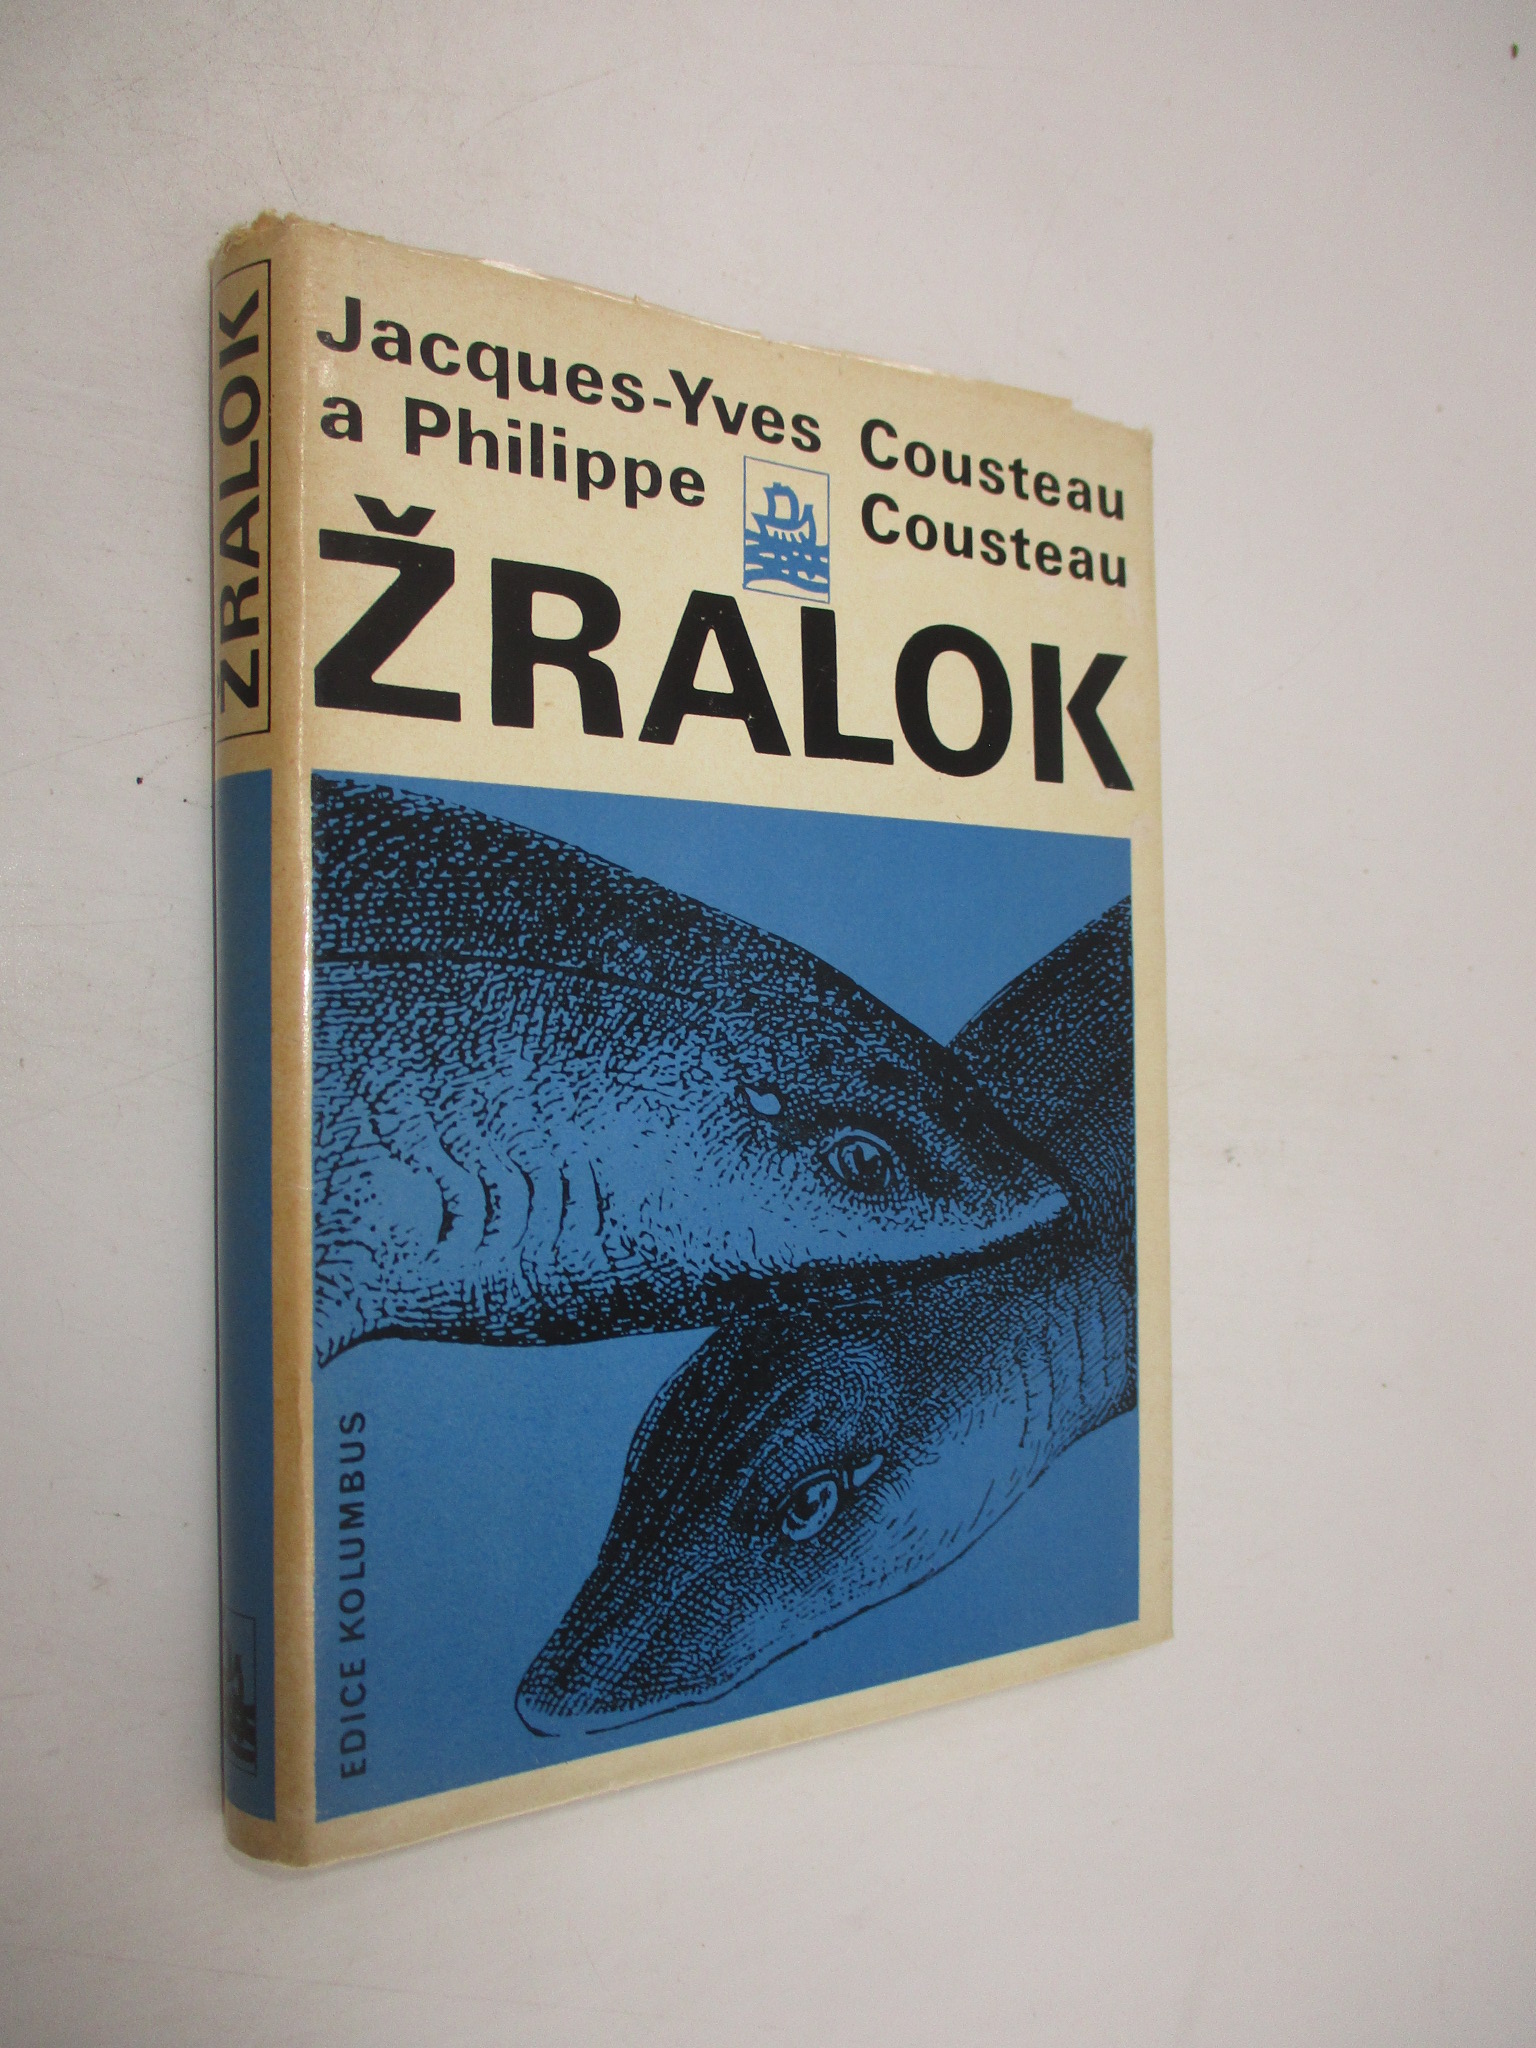 ŽRALOK
Jacques-Yves Cousteau
a Philippe Cousteau
ŽRALOK
EDICE KOLUMBUS